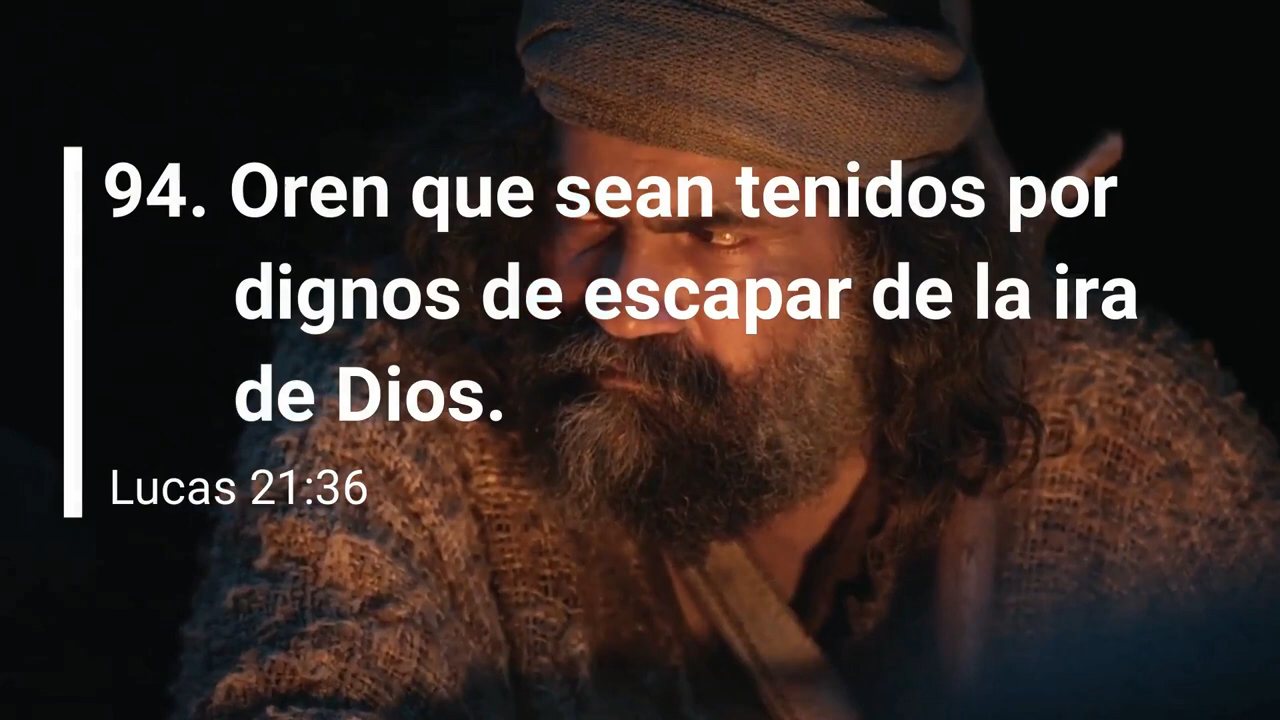 94. Oren que sean tenidos por
dignos de escapar de la ira
de Dios.
Lucas 21:36